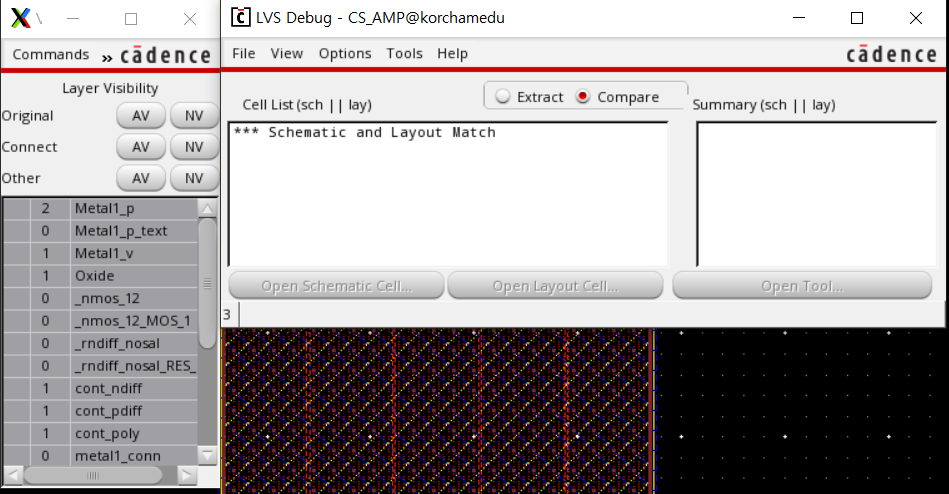 LVS Debug - CS_AMP@korchamedu
Commands » cādence
File View Options Tools Help cādence
Layer Visibility
Original AV NV
Connect AV NV
Other AV NV
2 Metal1_p
0 Metal1_p_text
1 Metal1_v
1 Oxide
0 _nmos_12
0 _nmos_12_MOS_1
0 _rndiff_nosal
0 _rndiff_nosal_RES_
1 cont_ndiff
1 cont_pdiff
1 cont_poly
0 metal1_conn
Extract Compare
Cell List (sch || lay)
Summary (sch || lay)
*** Schematic and Layout Match
Open Schematic Cell...
Open Layout Cell...
Open Tool...
3